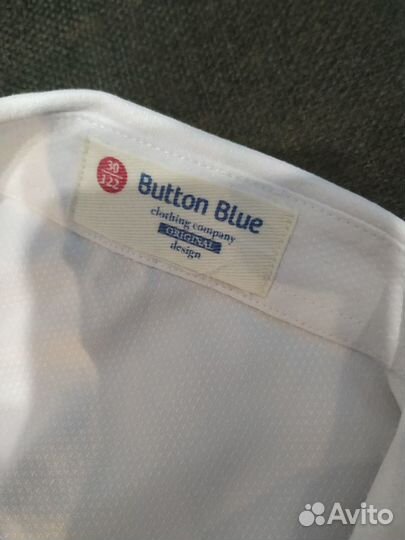 30
122
Button Blue
clothing company
ORIGINAL
design
Avito